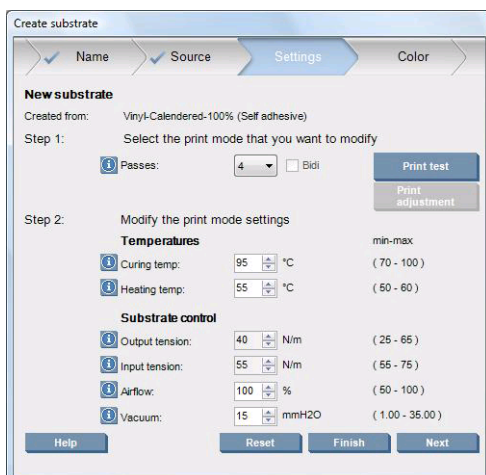 Create substrate
Name Source Settings Color
New substrate
Created from: Vinyl-Calendered-100% (Self adhesive)
Step 1: Select the print mode that you want to modify
Passes: 4 Bidi Print test
Print
adjustment
Step 2: Modify the print mode settings
Temperatures min-max
Curing temp: 95 °C ( 70 - 100 )
Heating temp: 55 °C ( 50 - 60 )
Substrate control
Output tension: 40 N/m ( 25 - 65 )
Input tension: 55 N/m ( 55 - 75 )
Airflow: 100 % ( 50 - 100 )
Vacuum: 15 mmH2O ( 1.00 - 35.00 )
Help Reset Finish Next